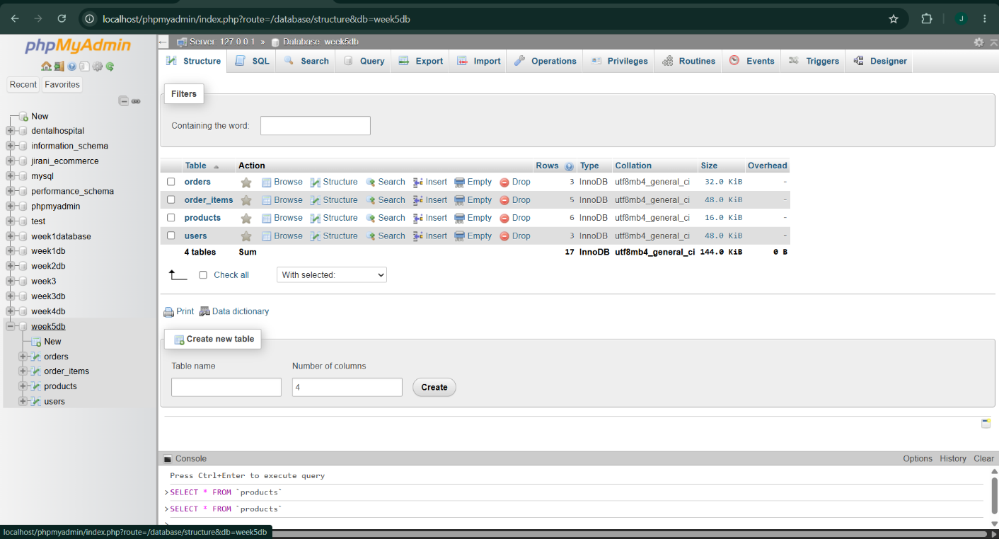 localhost/phpmyadmin/index.php?route=/database/structure&db=week5db
J
phpMyAdmin
Recent Favorites
New
dentalhospital
information_schema
jirani_ecommerce
mysql
performance_schema
phpmyadmin
test
week1database
week1db
week2db
week3
week3db
week4db
week5db
New
orders
order_items
products
users
Server: 127.0.0.1 » Database: week5db
Structure SQL Search Query Export Import Operations Privileges Routines Events Triggers Designer
Filters
Containing the word:
Table Action Rows Type Collation Size Overhead
orders Browse Structure Search Insert Empty Drop 3 InnoDB utf8mb4_general_ci 32.0 KiB -
order_items Browse Structure Search Insert Empty Drop 5 InnoDB utf8mb4_general_ci 48.0 KiB -
products Browse Structure Search Insert Empty Drop 6 InnoDB utf8mb4_general_ci 16.0 KiB -
users Browse Structure Search Insert Empty Drop 3 InnoDB utf8mb4_general_ci 48.0 KiB -
4 tables Sum 17 InnoDB utf8mb4_general_ci 144.0 KiB 0 B
Check all With selected:
Print Data dictionary
Create new table
Table name Number of columns
4 Create
Console Options History Clear
Press Ctrl+Enter to execute query
>SELECT * FROM `products`
>SELECT * FROM `products`
>
localhost/phpmyadmin/index.php?route=/database/structure&db=week5db